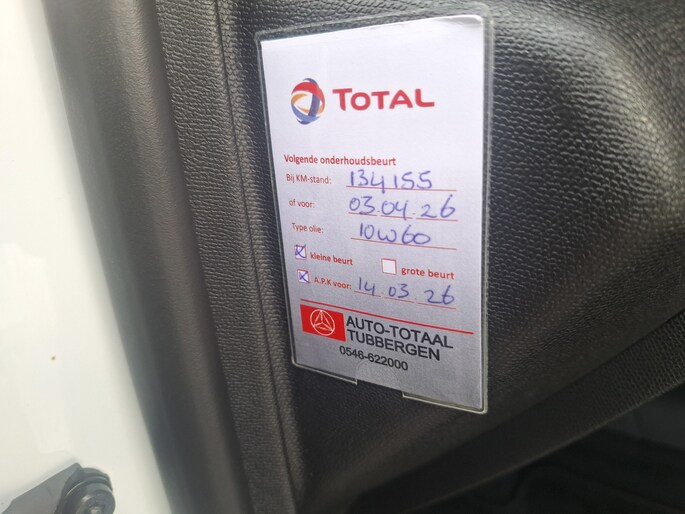 TOTAL
Volgende onderhoudsbeurt
Bij KM-stand: 134155
of voor: 03.04.26
Type olie: 10W60
kleine beurt grote beurt
A.P.K voor: 14.03.26
AUTO-TOTAAL
TUBBERGEN
0546-622000